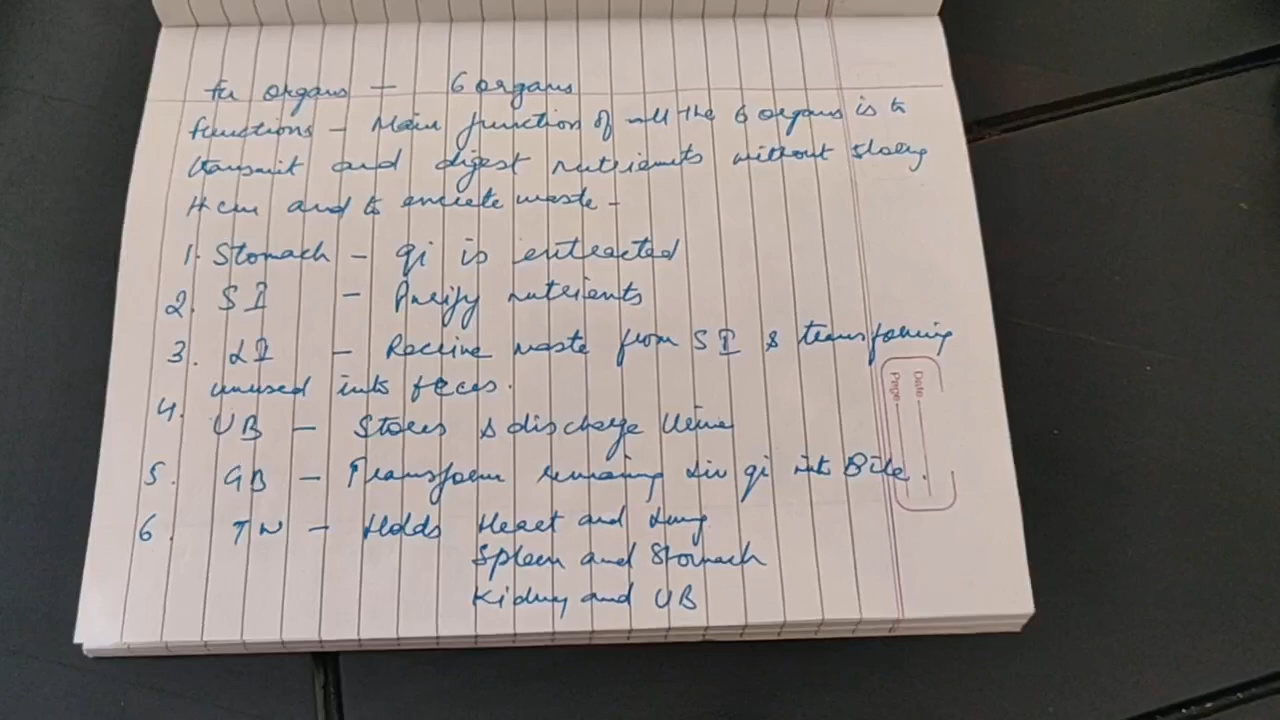 Fu organs - 6 organs
functions - Main function of all the 6 organs is to
transmit and digest nutrients without storing
them and to excrete waste -
1. Stomach - qi is extracted
2. SI - Purify nutrients
3. LI - Receive waste from SI & transforming
unused into feces.
4. UB - Stores & discharge Urine
5. GB - Transform remaining Liv qi into Bile.
6. TW - Holds Heart and Lung
Spleen and Stomach
Kidney and UB
Date
Page